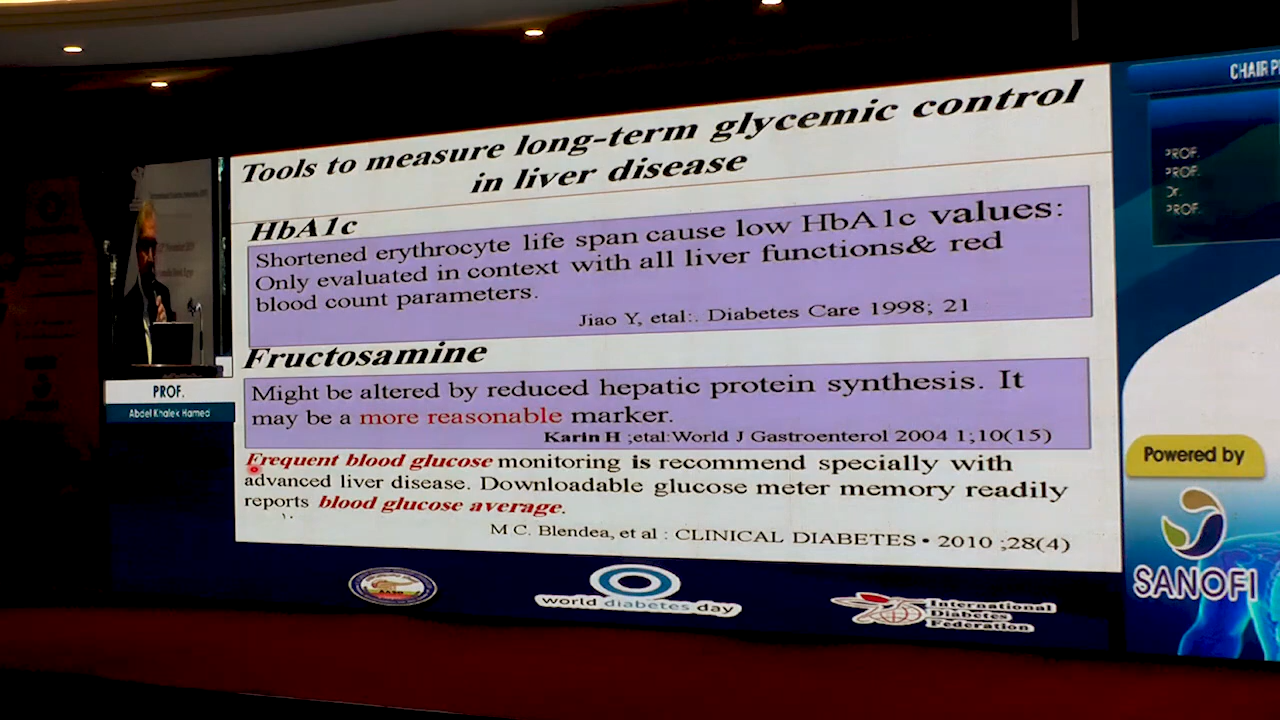 Tools to measure long-term glycemic control
in liver disease
HbA1c
Shortened erythrocyte life span cause low HbA1c values:
Only evaluated in context with all liver functions& red
blood count parameters.
Jiao Y, etal:. Diabetes Care 1998; 21
Fructosamine
Might be altered by reduced hepatic protein synthesis. It
may be a more reasonable marker.
Karin H ;etal:World J Gastroenterol 2004 1;10(15)
Frequent blood glucose monitoring is recommend specially with
advanced liver disease. Downloadable glucose meter memory readily
reports blood glucose average.
M C. Blendea, et al : CLINICAL DIABETES • 2010 ;28(4)
PROF.
Abdel Khalek Hamed
world diabetes day
International
Diabetes
Federation
CHAIR
PROF.
PROF.
Dr.
PROF.
Powered by
SANOFI